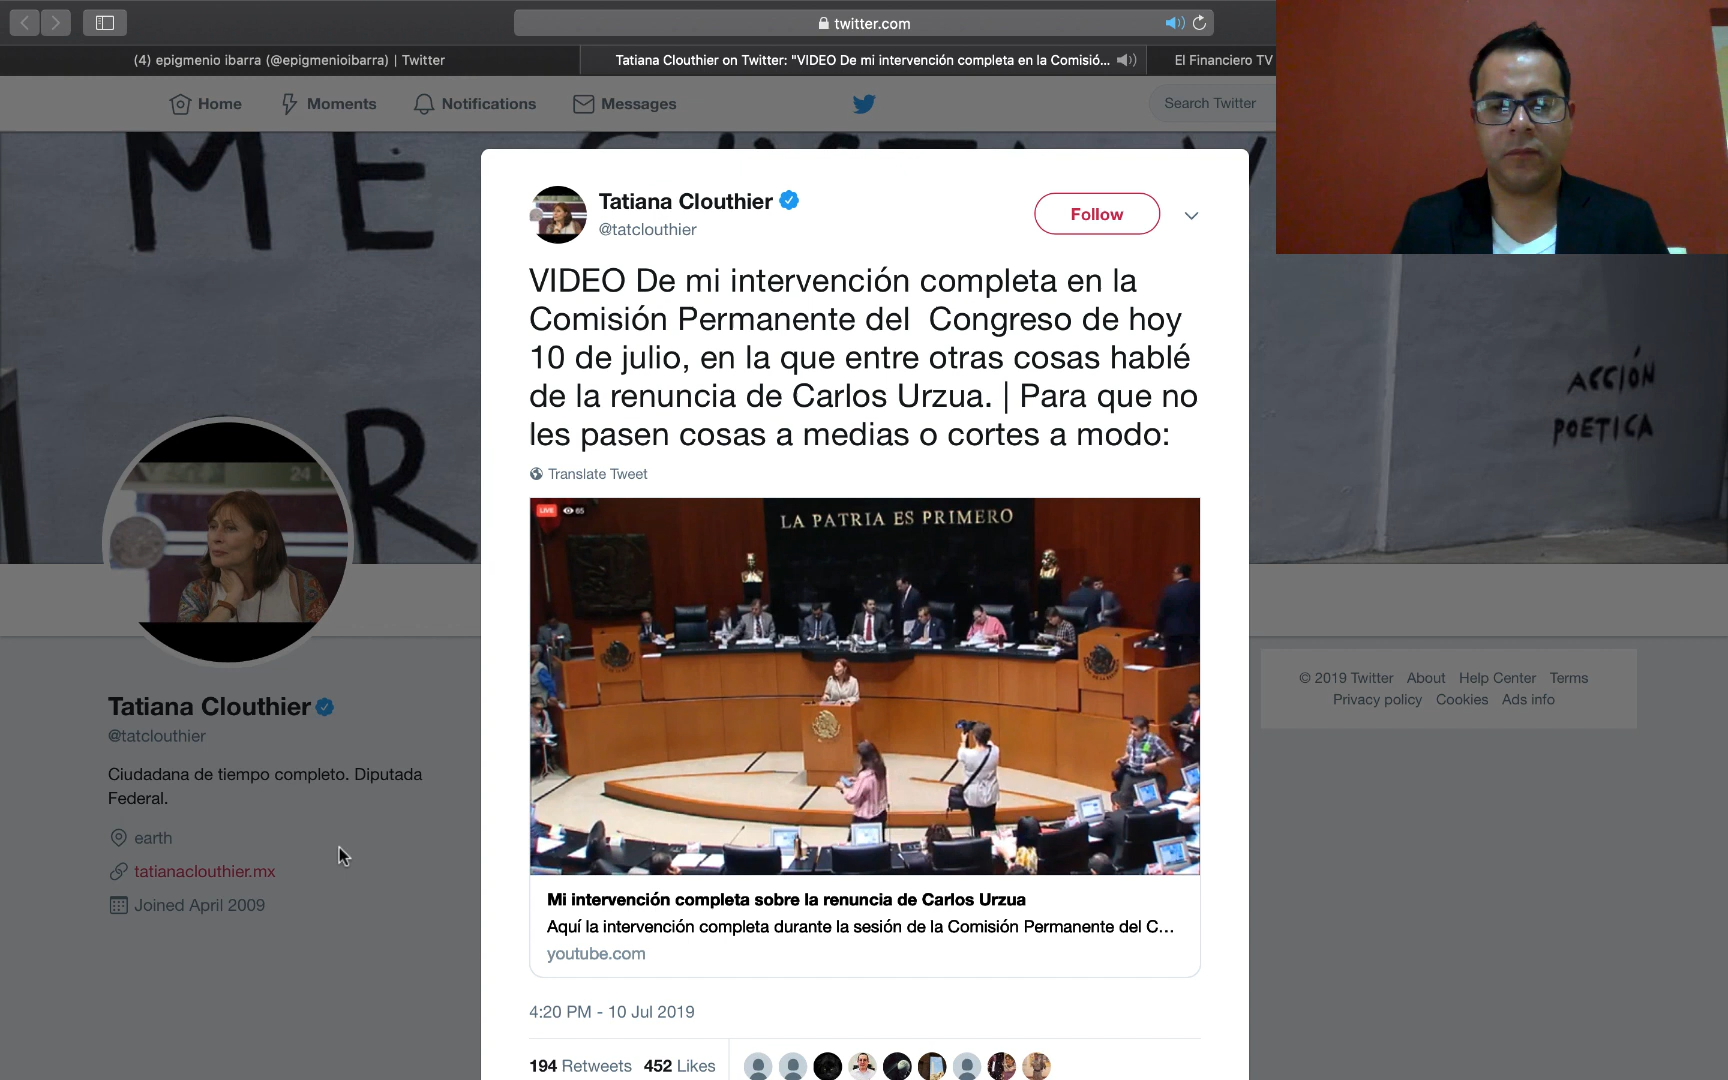 twitter.com
(4) epigmenio ibarra (@epigmenioibarra) | Twitter
Tatiana Clouthier on Twitter: "VIDEO De mi intervención completa en la Comisió...
El Financiero TV
Home
Moments
Notifications
Messages
Search Twitter
ME
R
ACCIÓN
POETICA
Tatiana Clouthier
@tatclouthier
Follow
VIDEO De mi intervención completa en la
Comisión Permanente del  Congreso de hoy
10 de julio, en la que entre otras cosas hablé
de la renuncia de Carlos Urzua. | Para que no
les pasen cosas a medias o cortes a modo:
Translate Tweet
LIVE 65
LA PATRIA ES PRIMERO
24
Mi intervención completa sobre la renuncia de Carlos Urzua
Aquí la intervención completa durante la sesión de la Comisión Permanente del C...
youtube.com
4:20 PM - 10 Jul 2019
194 Retweets 452 Likes
Tatiana Clouthier
@tatclouthier
Ciudadana de tiempo completo. Diputada
Federal.
earth
tatianaclouthier.mx
Joined April 2009
© 2019 Twitter About Help Center Terms
Privacy policy Cookies Ads info